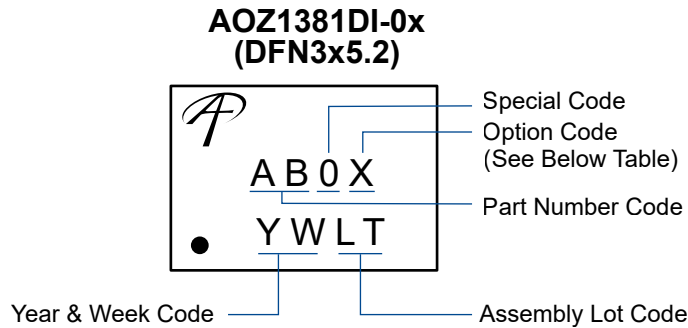 AOZ1381DI-0x
(DFN3x5.2)
Special Code
Option Code
(See Below Table)
AB0X
Part Number Code
YWLT
Year & Week Code
Assembly Lot Code